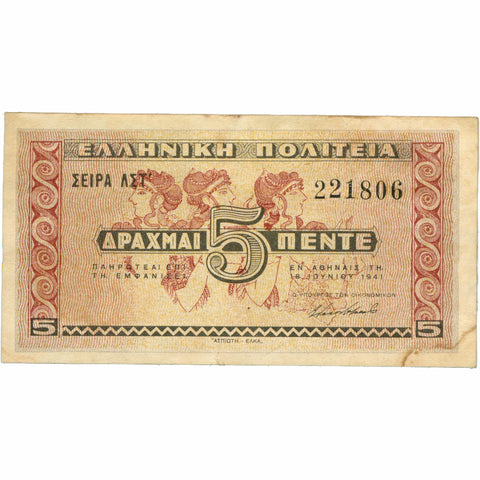 ΕΛΛΗΝΙΚΗ ΠΟΛΙΤΕΙΑ
ΣΕΙΡΑ ΛΣΤ' 221806
ΔΡΑΧΜΑΙ 5 ΠΕΝΤΕ
ΠΛΗΡΩΤΕΑΙ ΕΠΙ
ΤΗ ΕΜΦΑΝΙΣΕΙ
ΕΝ ΑΘΗΝΑΙΣ ΤΗ
18 ΙΟΥΝΙΟΥ 1941
Ο ΥΠΟΥΡΓΟΣ ΤΩΝ ΟΙΚΟΝΟΜΙΚΩΝ
5 5
"ΑΣΠΙΩΤΗ - ΕΛΚΑ."